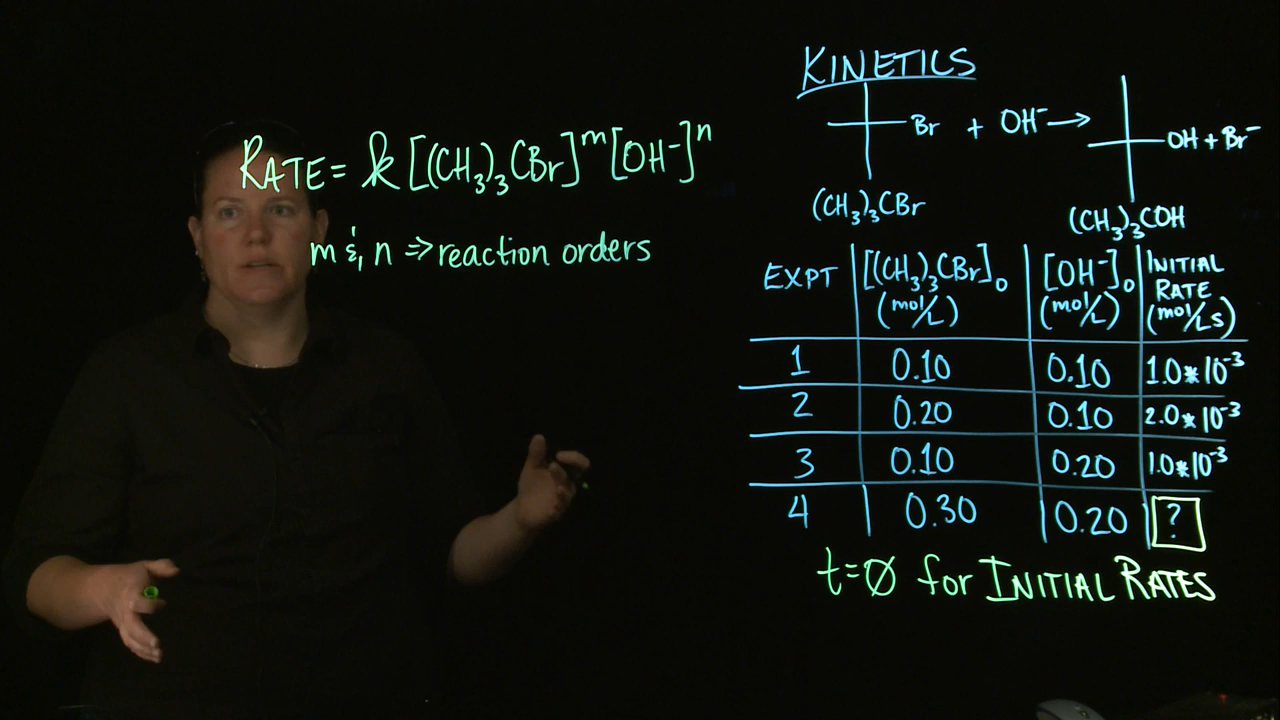 RATE = k [(CH₃)₃CBr]ᵐ[OH⁻]ⁿ
m &, n ⇒ reaction orders
KINETICS
Br + OH⁻ → OH + Br⁻
(CH₃)₃CBr (CH₃)₃COH
EXPT [(CH₃)₃CBr]₀ (mol/L) [OH⁻]₀ (mol/L) INITIAL RATE (mol/Ls)
1 0.10 0.10 1.0*10⁻³
2 0.20 0.10 2.0*10⁻³
3 0.10 0.20 1.0*10⁻³
4 0.30 0.20 ?
t=Ø for INITIAL RATES